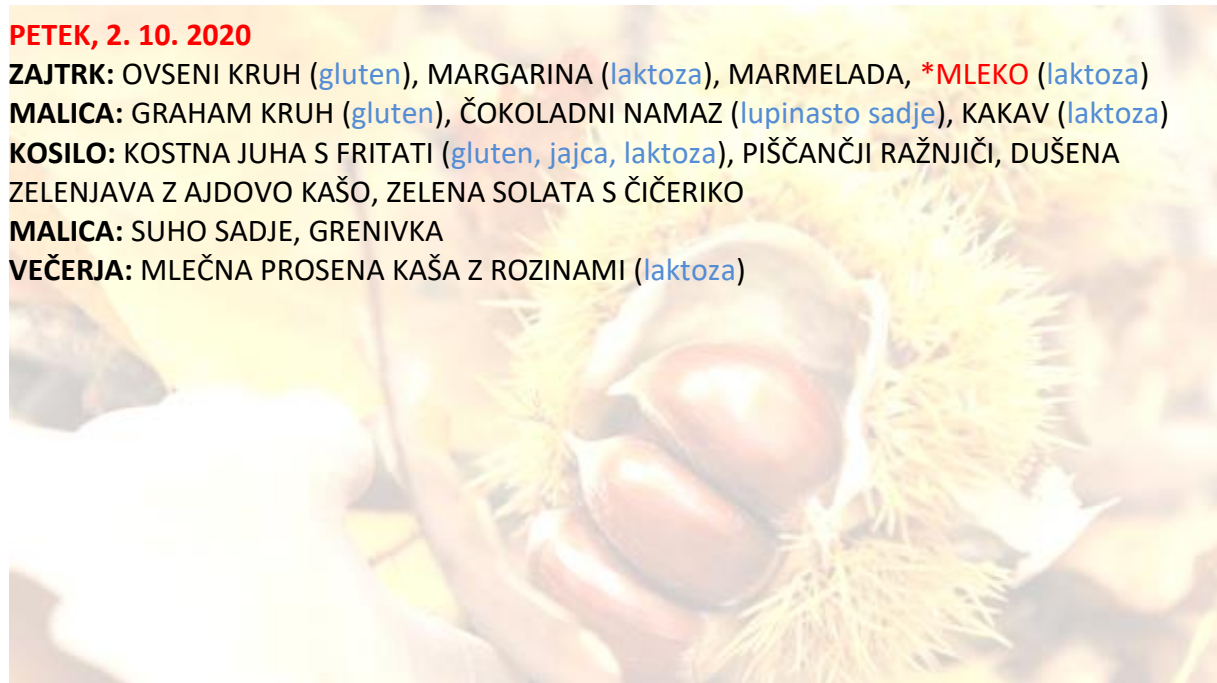 PETEK, 2. 10. 2020
ZAJTRK: OVSENI KRUH (gluten), MARGARINA (laktoza), MARMELADA, *MLEKO (laktoza)
MALICA: GRAHAM KRUH (gluten), ČOKOLADNI NAMAZ (lupinasto sadje), KAKAV (laktoza)
KOSILO: KOSTNA JUHA S FRITATI (gluten, jajca, laktoza), PIŠČANČJI RAŽNJIČI, DUŠENA
ZELENJAVA Z AJDOVO KAŠO, ZELENA SOLATA S ČIČERIKO
MALICA: SUHO SADJE, GRENIVKA
VEČERJA: MLEČNA PROSENA KAŠA Z ROZINAMI (laktoza)